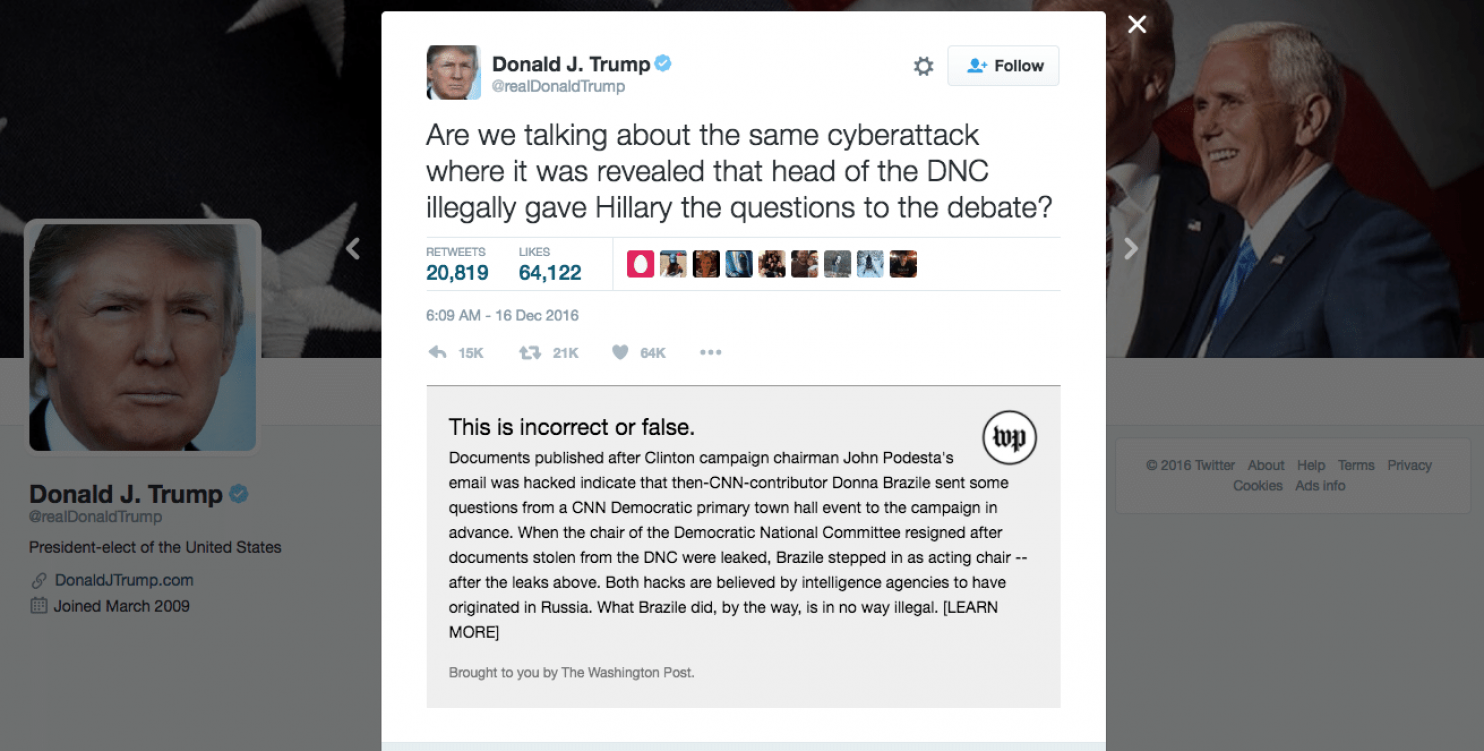 Donald J. Trump
@realDonaldTrump
Follow
Are we talking about the same cyberattack
where it was revealed that head of the DNC
illegally gave Hillary the questions to the debate?
RETWEETS
20,819
LIKES
64,122
6:09 AM - 16 Dec 2016
15K
21K
64K
This is incorrect or false.
wp
Documents published after Clinton campaign chairman John Podesta's
email was hacked indicate that then-CNN-contributor Donna Brazile sent some
questions from a CNN Democratic primary town hall event to the campaign in
advance. When the chair of the Democratic National Committee resigned after
documents stolen from the DNC were leaked, Brazile stepped in as acting chair --
after the leaks above. Both hacks are believed by intelligence agencies to have
originated in Russia. What Brazile did, by the way, is in no way illegal. [LEARN
MORE]
Brought to you by The Washington Post.
Donald J. Trump
@realDonaldTrump
President-elect of the United States
DonaldJTrump.com
Joined March 2009
© 2016 Twitter About Help Terms Privacy
Cookies Ads info